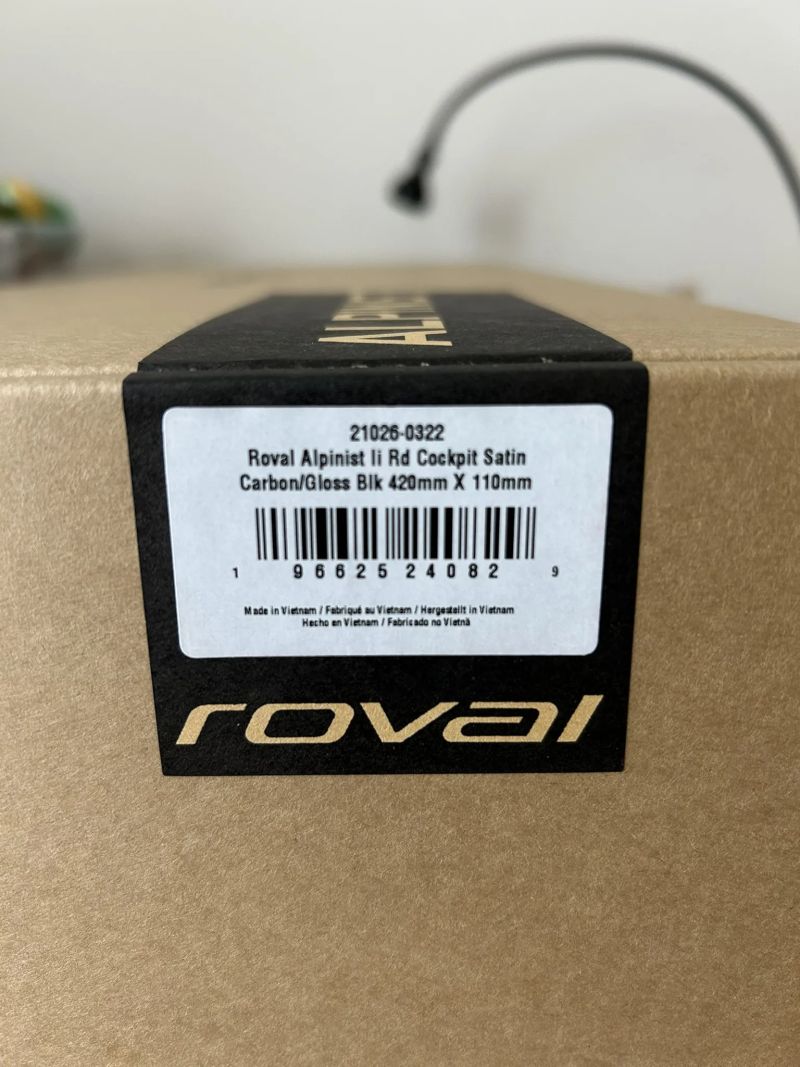 ALPINIST
21026-0322
Roval Alpinist Ii Rd Cockpit Satin
Carbon/Gloss Blk 420mm X 110mm
1 96625 24082 9
Made in Vietnam / Fabriqué au Vietnam / Hergestellt in Vietnam
Hecho en Vietnam / Fabricado no Vietnã
roval